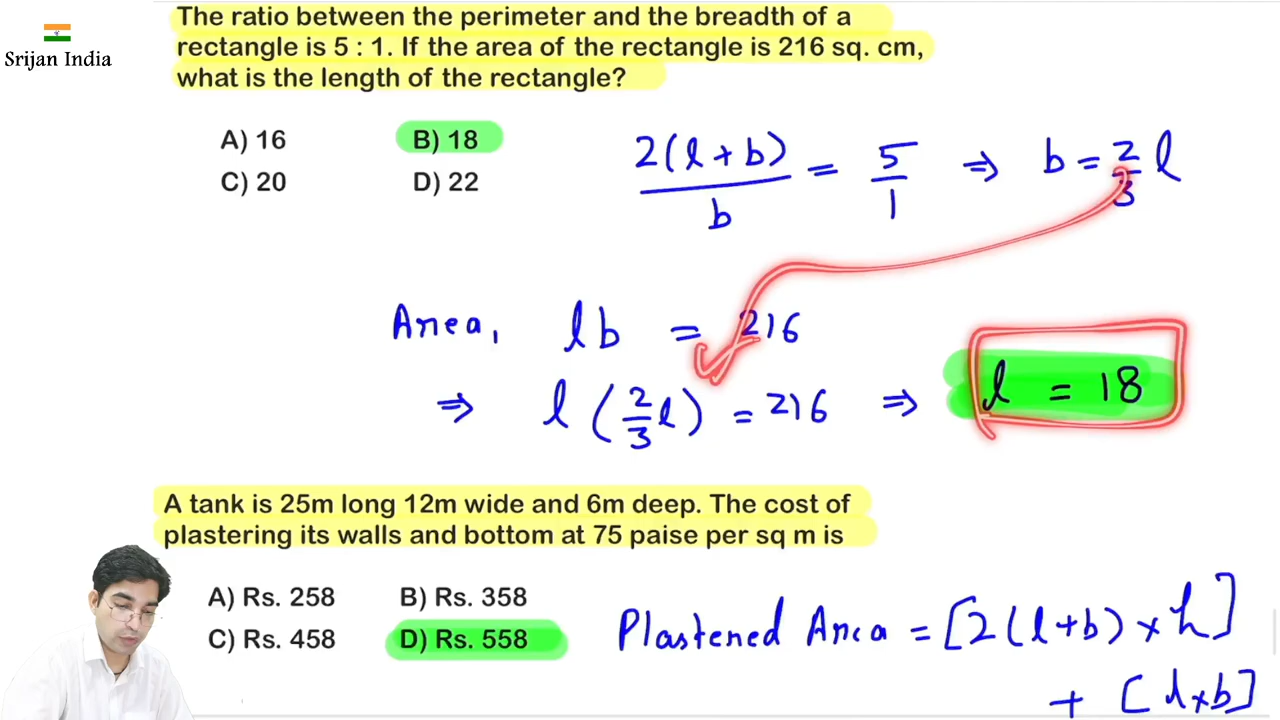 Srijan India
The ratio between the perimeter and the breadth of a
rectangle is 5 : 1. If the area of the rectangle is 216 sq. cm,
what is the length of the rectangle?
A) 16 B) 18
C) 20 D) 22
2(l+b)/b = 5/1 ⇒ b = 2/3 l
Area, lb = 216
⇒ l(2/3 l) = 216 ⇒ l = 18
A tank is 25m long 12m wide and 6m deep. The cost of
plastering its walls and bottom at 75 paise per sq m is
A) Rs. 258 B) Rs. 358
C) Rs. 458 D) Rs. 558
Plastened Area = [2(l+b)×h]
+ [l×b]